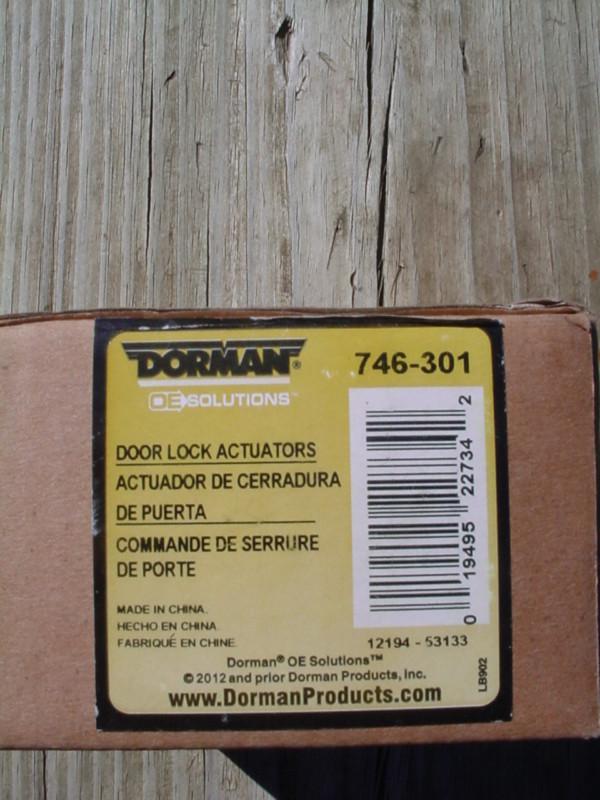 DORMAN®
746-301
OE SOLUTIONS™
DOOR LOCK ACTUATORS
ACTUADOR DE CERRADURA
DE PUERTA
COMMANDE DE SERRURE
DE PORTE
0 19495 22734 2
MADE IN CHINA.
HECHO EN CHINA.
FABRIQUÉ EN CHINE
12194 - 53133
Dorman® OE Solutions™
© 2012 and prior Dorman Products, Inc.
www.DormanProducts.com
LB902